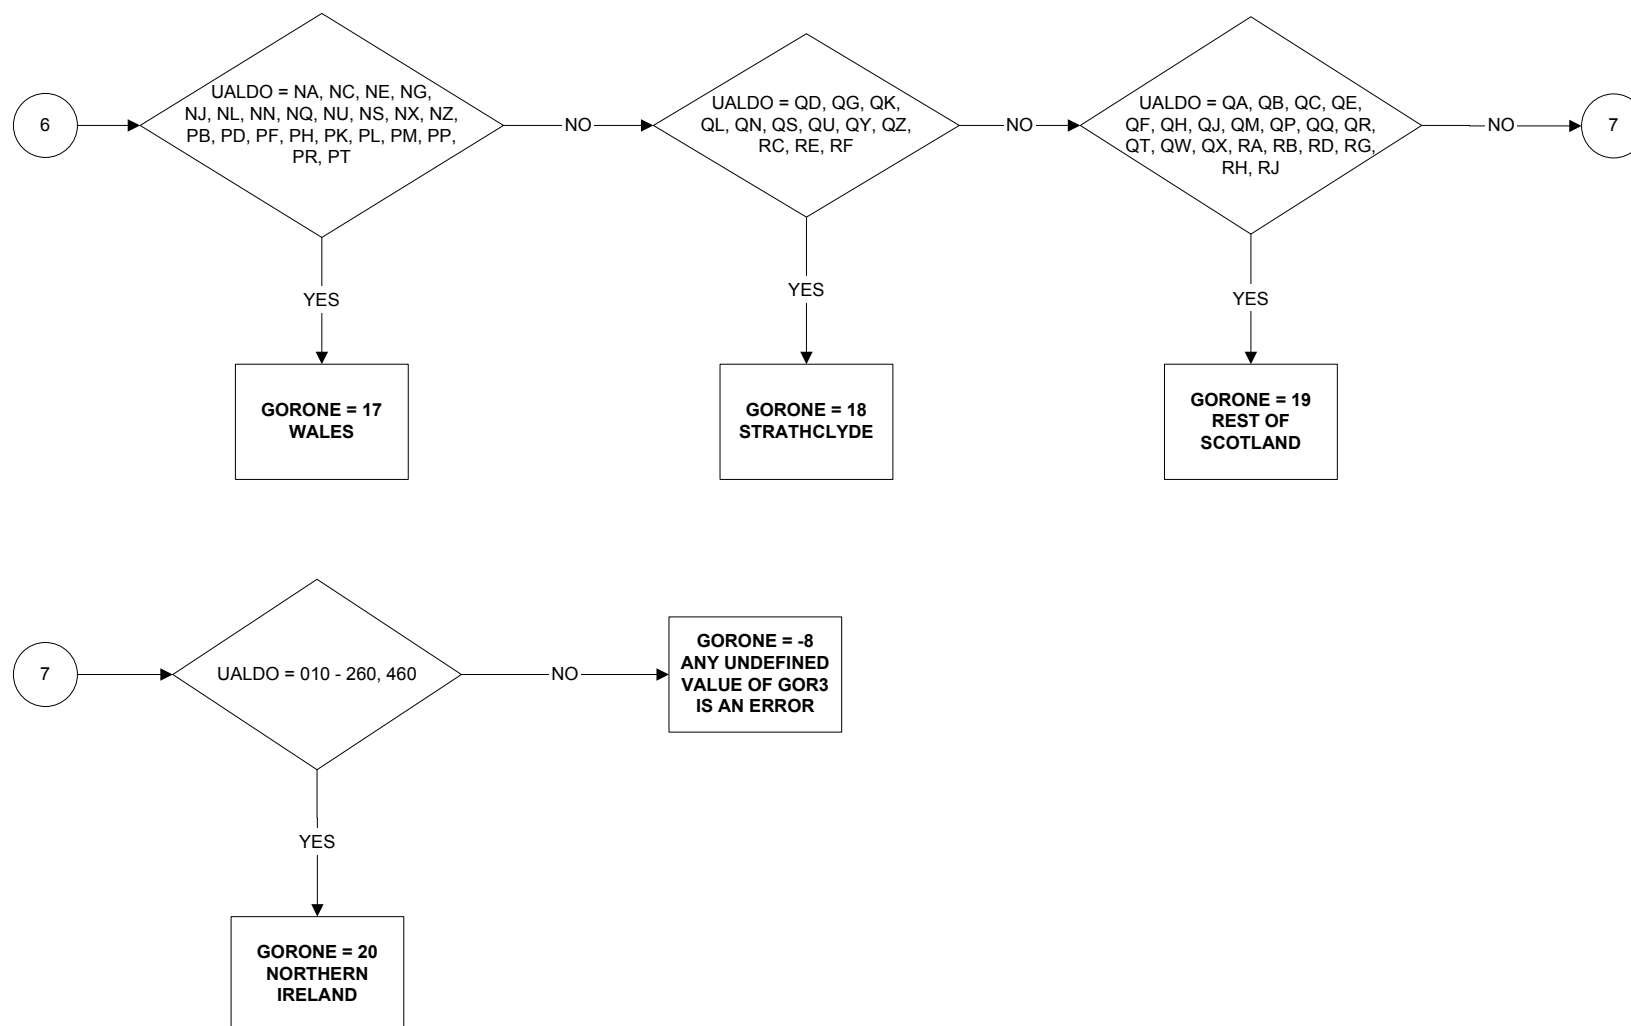 6
UALDO = NA, NC, NE, NG,
NJ, NL, NN, NQ, NU, NS, NX, NZ,
PB, PD, PF, PH, PK, PL, PM, PP,
PR, PT
NO
UALDO = QD, QG, QK,
QL, QN, QS, QU, QY, QZ,
RC, RE, RF
NO
UALDO = QA, QB, QC, QE,
QF, QH, QJ, QM, QP, QQ, QR,
QT, QW, QX, RA, RB, RD, RG,
RH, RJ
NO
7
YES
YES
YES
GORONE = 17
WALES
GORONE = 18
STRATHCLYDE
GORONE = 19
REST OF
SCOTLAND
7
UALDO = 010 - 260, 460
NO
GORONE = -8
ANY UNDEFINED
VALUE OF GOR3
IS AN ERROR
YES
GORONE = 20
NORTHERN
IRELAND